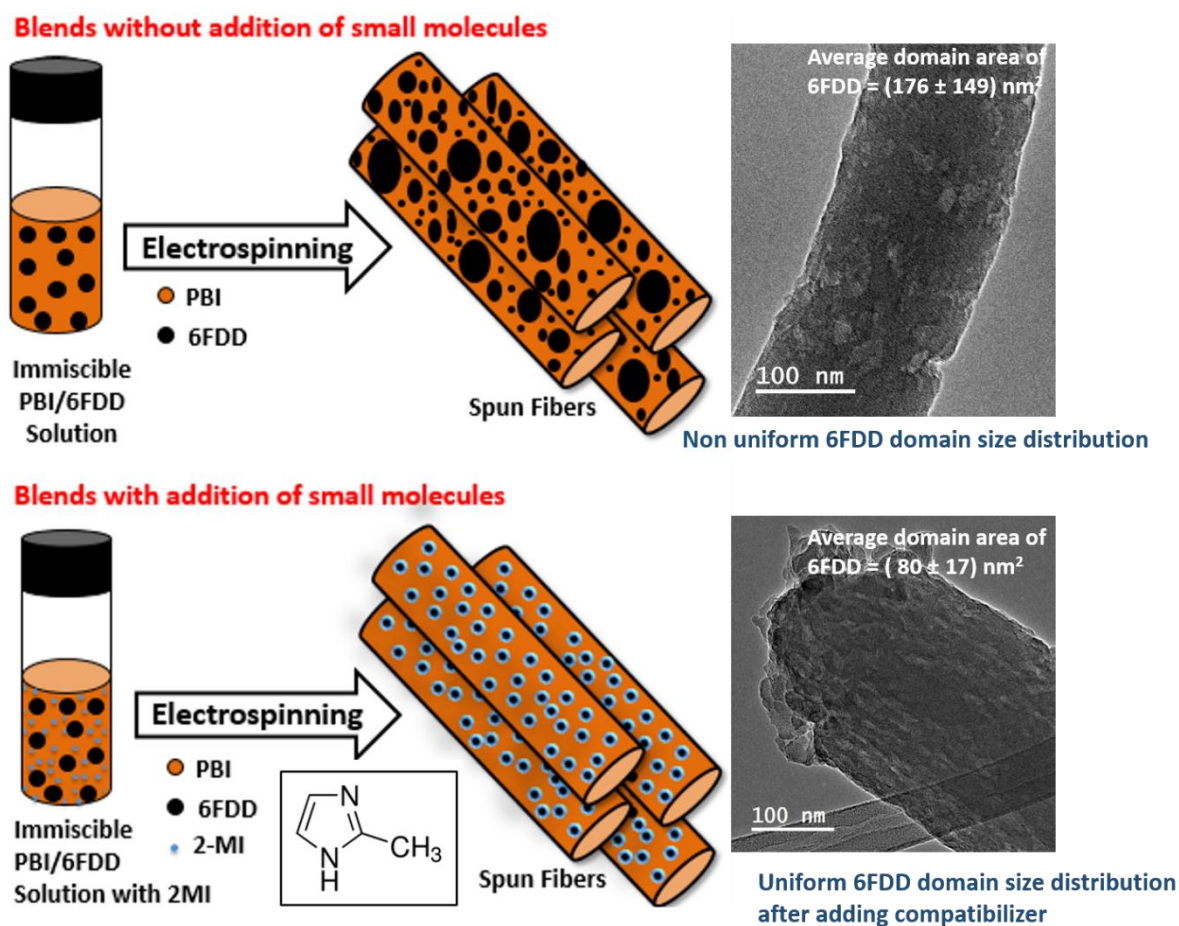 Blends without addition of small molecules
Electrospinning
PBI
6FDD
Immiscible
PBI/6FDD
Solution
Spun Fibers
Average domain area of
6FDD = (176 ± 149) nm²
100 nm
Non uniform 6FDD domain size distribution
Blends with addition of small molecules
Electrospinning
PBI
6FDD
2-MI
Immiscible
PBI/6FDD
Solution with 2MI
N
N
H
CH₃
Spun Fibers
Average domain area of
6FDD = ( 80 ± 17) nm²
100 nm
Uniform 6FDD domain size distribution
after adding compatibilizer